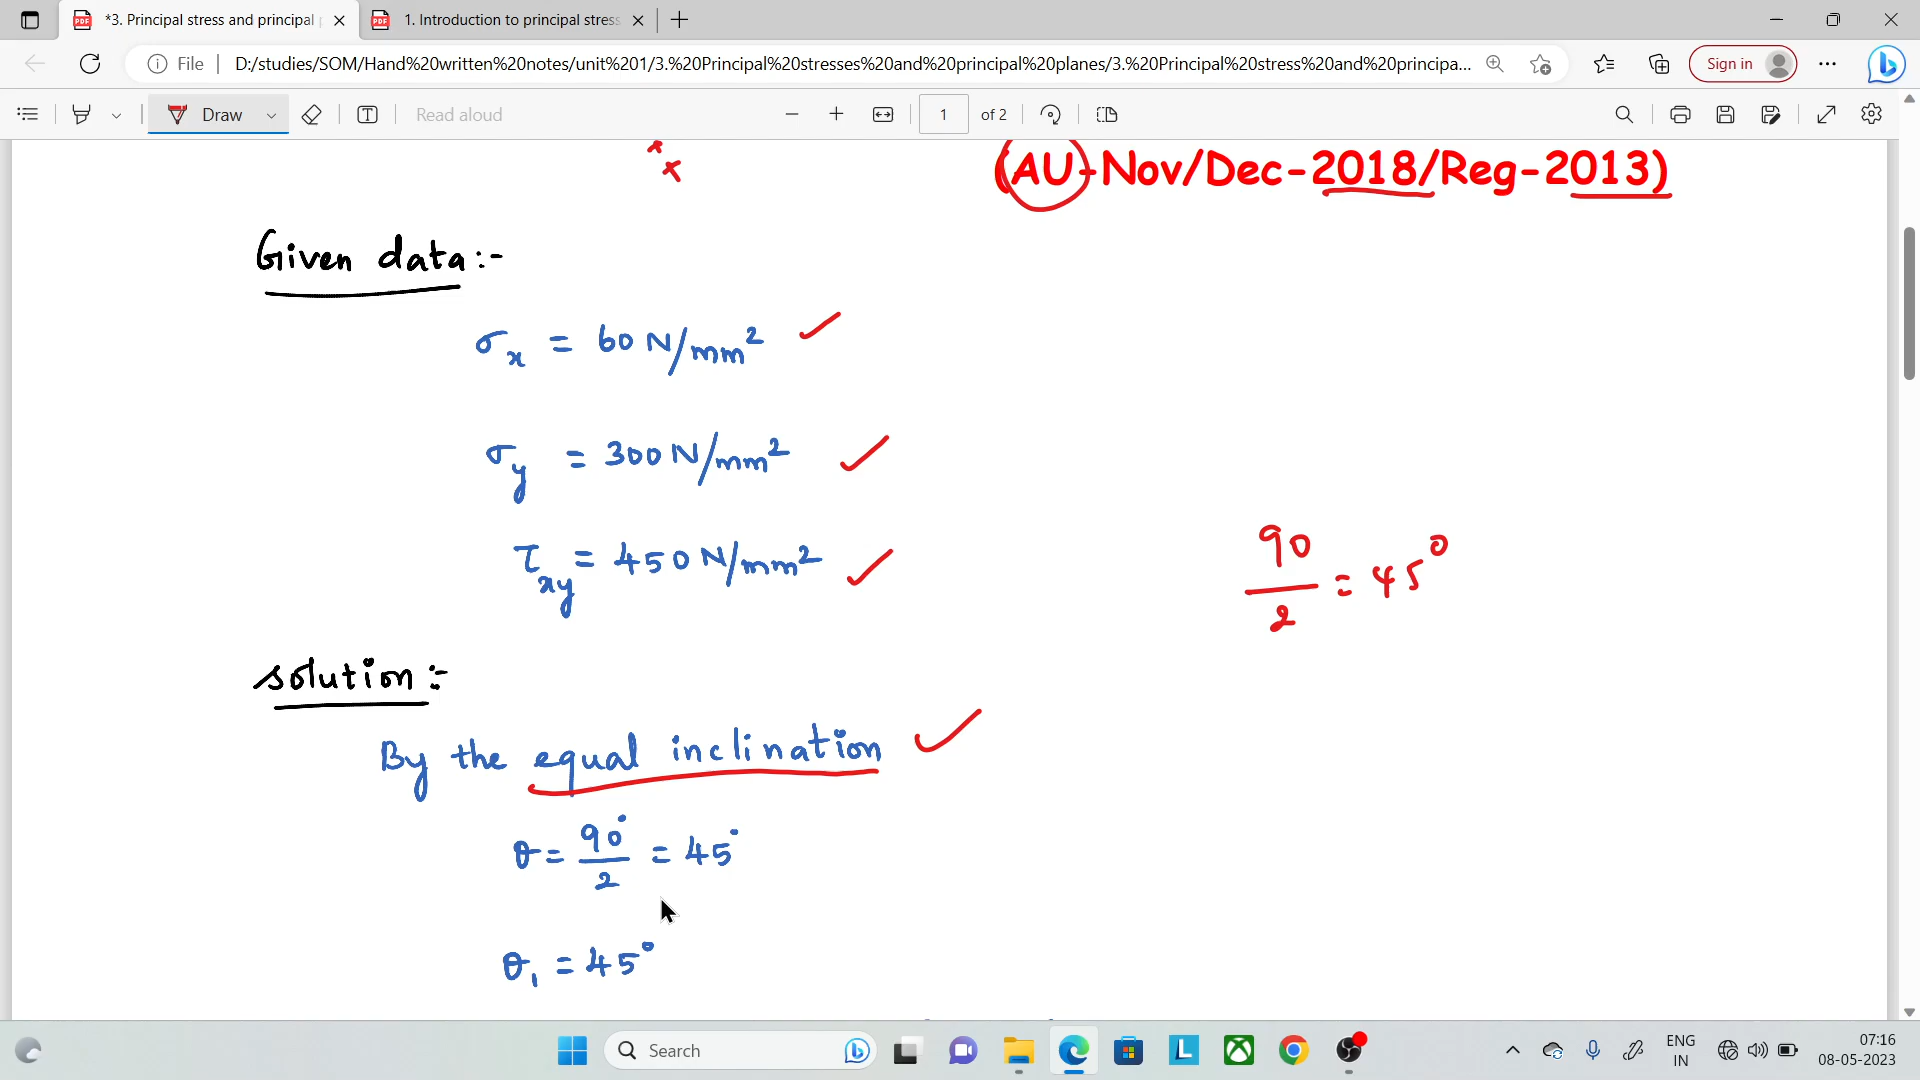 *3. Principal stress and principal p
1. Introduction to principal stress
File
D:/studies/SOM/Hand%20written%20notes/unit%201/3.%20Principal%20stresses%20and%20principal%20planes/3.%20Principal%20stress%20and%20principa...
Sign in
Draw
Read aloud
1 of 2
(AU-Nov/Dec-2018/Reg-2013)
x
Given data:-
σx = 60 N/mm²
σy = 300 N/mm²
τxy = 450 N/mm²
90/2 = 45°
solution:-
By the equal inclination
θ = 90°/2 = 45°
θ₁ = 45°
Search
ENG
IN
07:16
08-05-2023